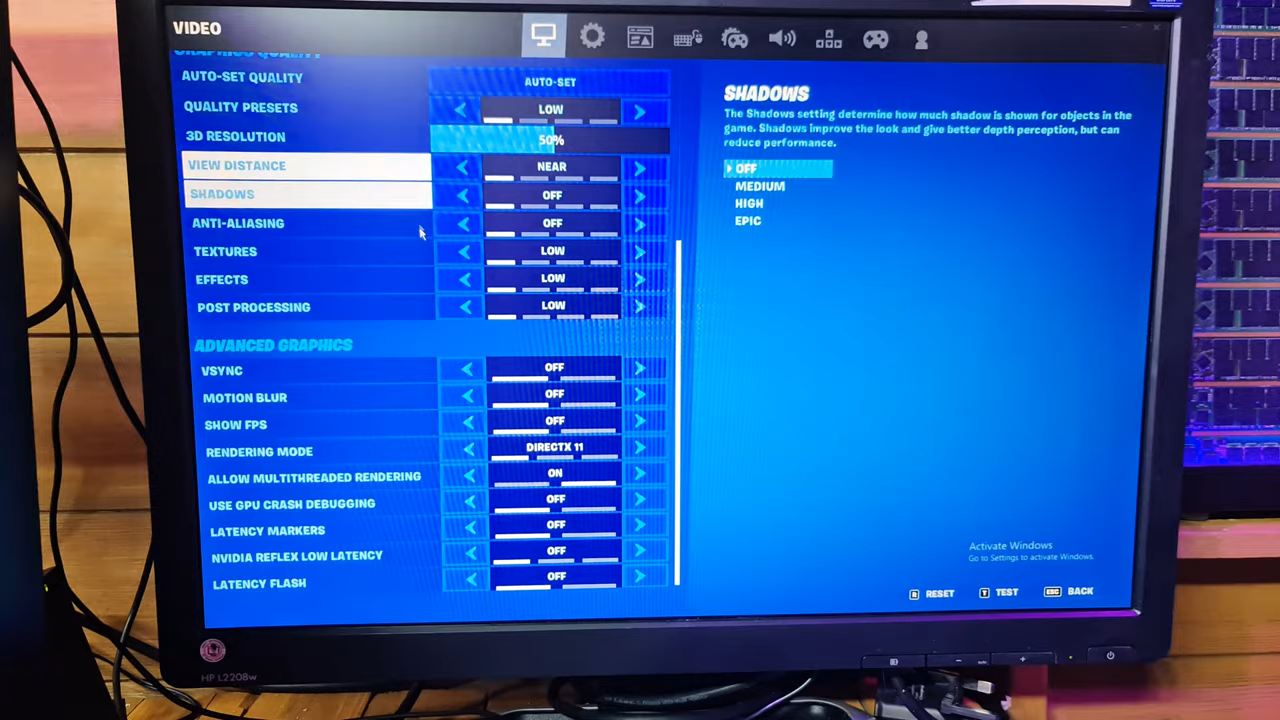 VIDEO
GRAPHICS QUALITY
AUTO-SET QUALITY AUTO-SET
QUALITY PRESETS LOW
3D RESOLUTION 50%
VIEW DISTANCE NEAR
SHADOWS OFF
ANTI-ALIASING OFF
TEXTURES LOW
EFFECTS LOW
POST PROCESSING LOW
ADVANCED GRAPHICS
VSYNC OFF
MOTION BLUR OFF
SHOW FPS OFF
RENDERING MODE DIRECTX 11
ALLOW MULTITHREADED RENDERING ON
USE GPU CRASH DEBUGGING OFF
LATENCY MARKERS OFF
NVIDIA REFLEX LOW LATENCY OFF
LATENCY FLASH OFF
SHADOWS
The Shadows setting determine how much shadow is shown for objects in the
game. Shadows improve the look and give better depth perception, but can
reduce performance.
OFF
MEDIUM
HIGH
EPIC
Activate Windows
Go to Settings to activate Windows.
R RESET T TEST ESC BACK
HP L2208w